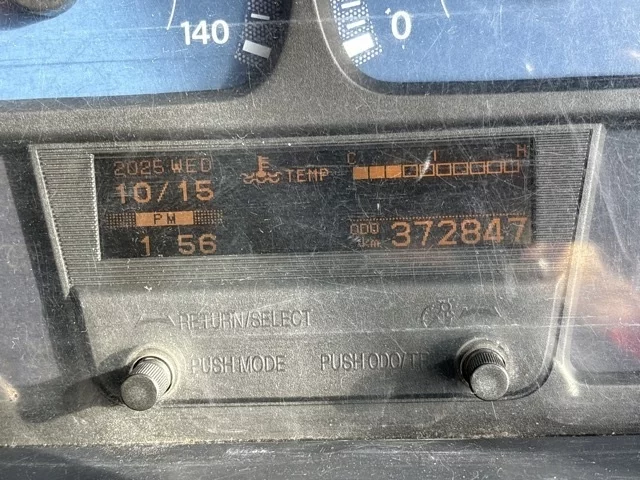 140
0
2025 WED
10/15
PM
1 56
TEMP
C
H
ODO
km
372847
RETURN/SELECT
PUSH MODE
PUSH ODO/TR